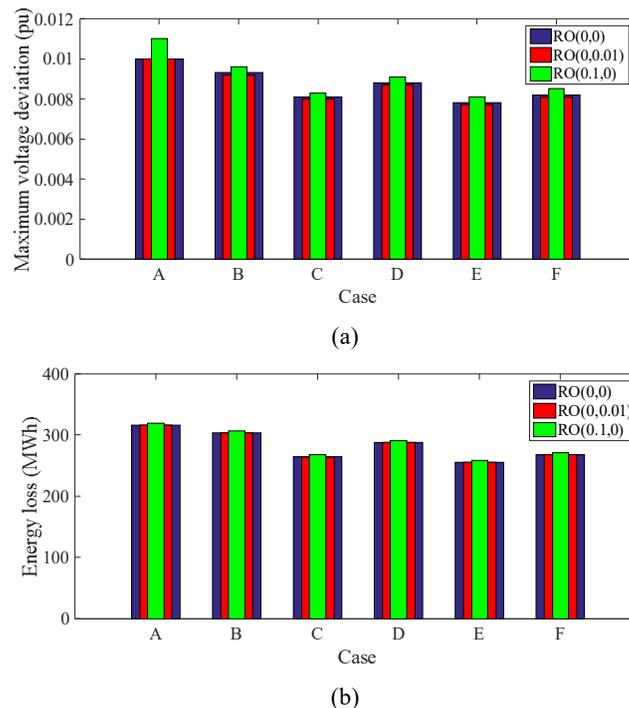 Maximum voltage deviation (pu)
0.012
0.01
0.008
0.006
0.004
0.002
0
RO(0,0)
RO(0,0.01)
RO(0.1,0)
A B C D E F
Case
(a)
Energy loss (MWh)
400
300
200
100
0
RO(0,0)
RO(0,0.01)
RO(0.1,0)
A B C D E F
Case
(b)